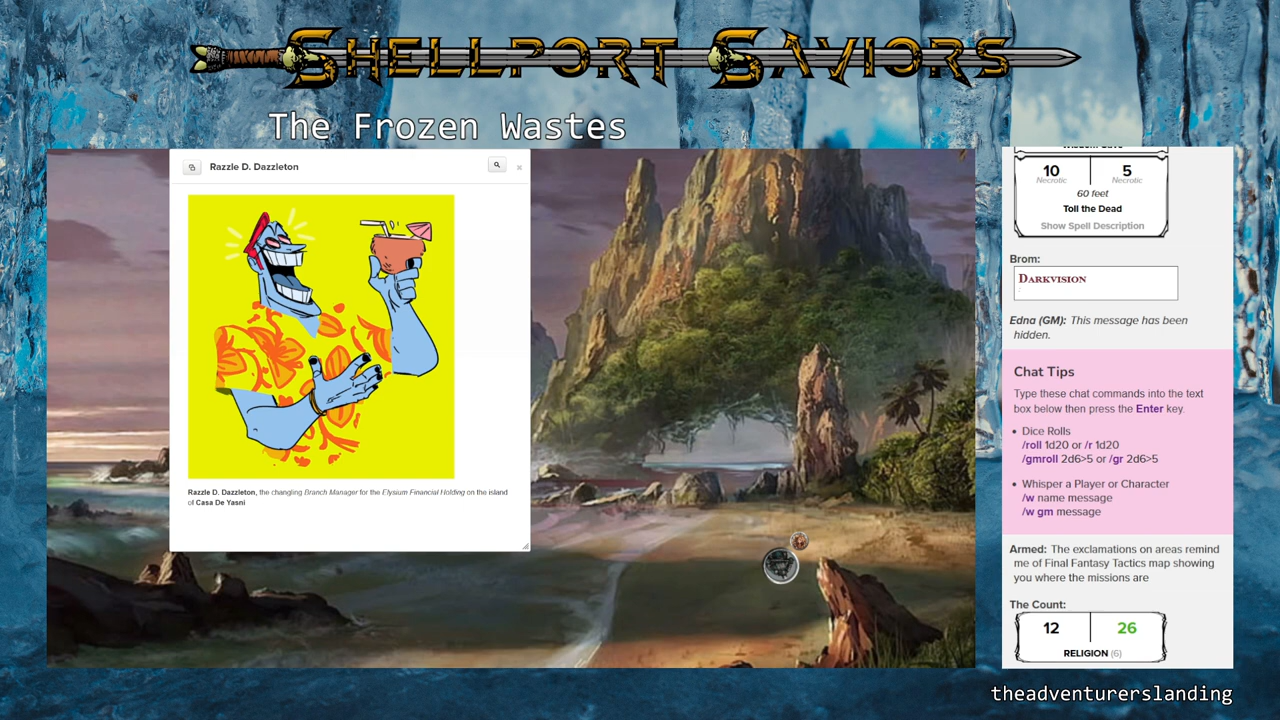 SHELLPORT SAVIORS
The Frozen Wastes
Razzle D. Dazzleton
Razzle D. Dazzleton, the changling Branch Manager for the Elysium Financial Holding on the island
of Casa De Yasni
10 5
Necrotic Necrotic
60 feet
Toll the Dead
Show Spell Description
Brom:
DARKVISION
Edna (GM): This message has been
hidden.
Chat Tips
Type these chat commands into the text
box below then press the Enter key.
• Dice Rolls
/roll 1d20 or /r 1d20
/gmroll 2d6>5 or /gr 2d6>5
• Whisper a Player or Character
/w name message
/w gm message
Armed: The exclamations on areas remind
me of Final Fantasy Tactics map showing
you where the missions are
The Count:
12 26
RELIGION (6)
theadventurerslanding